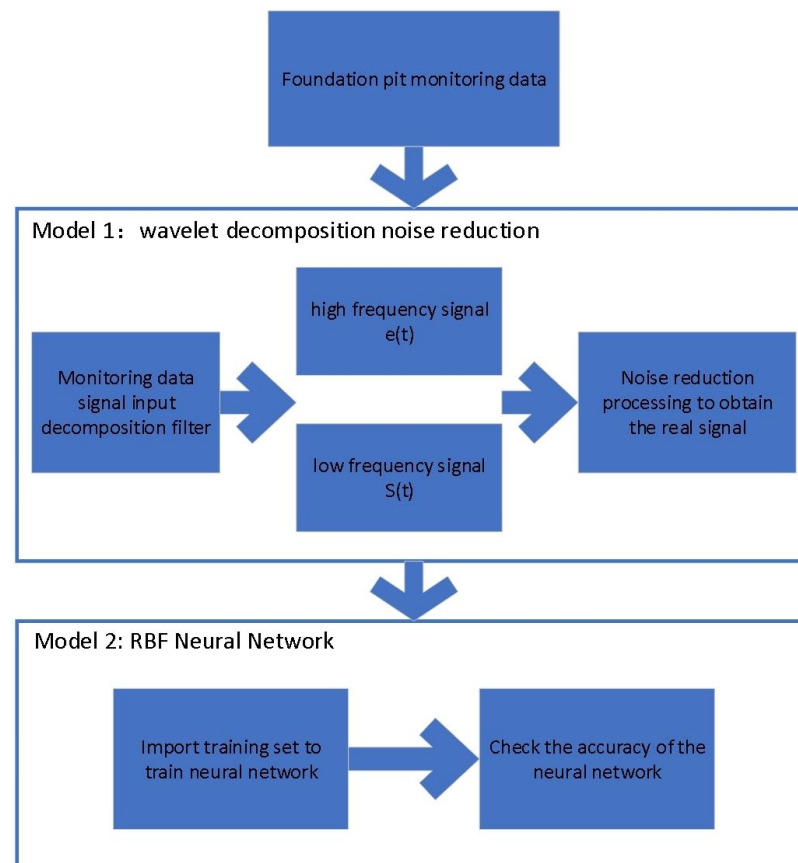 Foundation pit monitoring data
Model 1： wavelet decomposition noise reduction
high frequency signal
e(t)
Monitoring data
signal input
decomposition filter
Noise reduction
processing to obtain
the real signal
low frequency signal
S(t)
Model 2: RBF Neural Network
Import training set to
train neural network
Check the accuracy of the
neural network